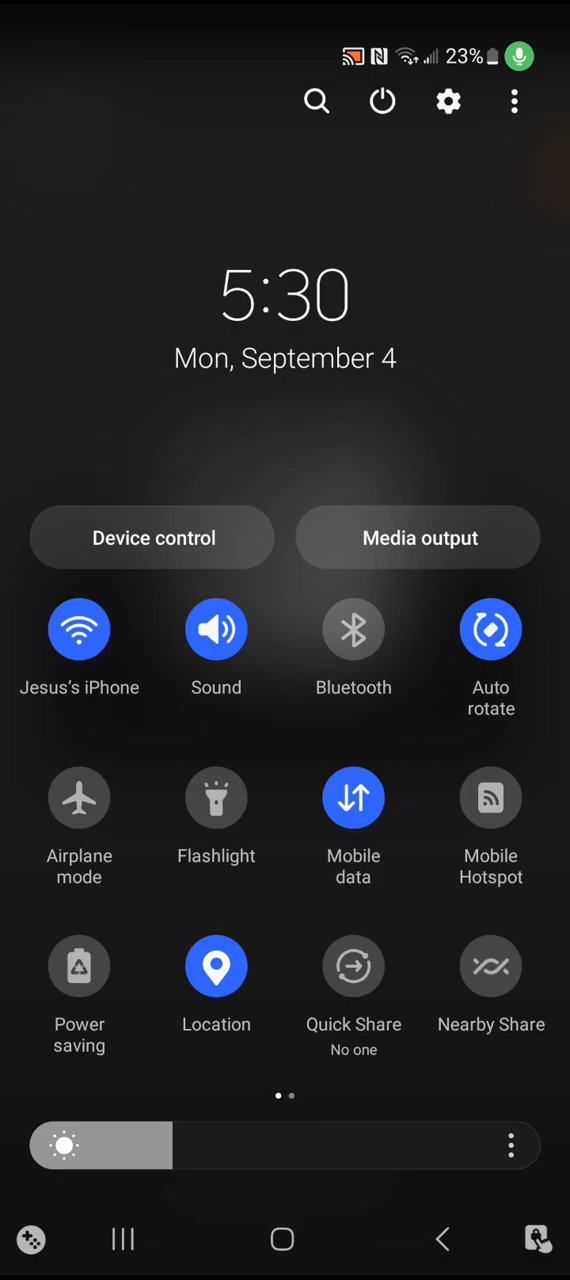 23%
5:30
Mon, September 4
Device control
Media output
Jesus’s iPhone
Sound
Bluetooth
Auto
rotate
Airplane
mode
Flashlight
Mobile
data
Mobile
Hotspot
Power
saving
Location
Quick Share
No one
Nearby Share